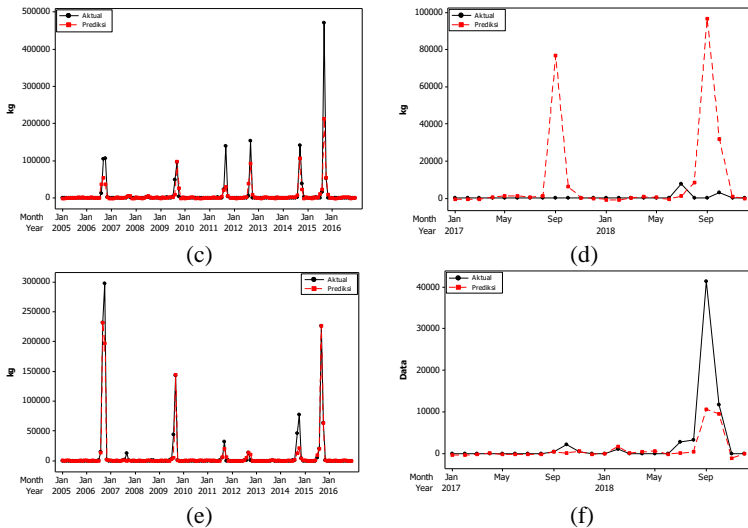 500000
400000
300000
200000
100000
0
kg
Aktual
Prediksi
Month Jan Jan Jan Jan Jan Jan Jan Jan Jan Jan Jan Jan
Year 2005 2006 2007 2008 2009 2010 2011 2012 2013 2014 2015 2016
(c)
100000
80000
60000
40000
20000
0
kg
Aktual
Prediksi
Month Jan May Sep Jan May Sep
Year 2017 2018
(d)
300000
250000
200000
150000
100000
50000
0
kg
Aktual
Prediksi
Month Jan Jan Jan Jan Jan Jan Jan Jan Jan Jan Jan Jan
Year 2005 2006 2007 2008 2009 2010 2011 2012 2013 2014 2015 2016
(e)
40000
30000
20000
10000
0
Data
Aktual
Prediksi
Month Jan May Sep Jan May Sep
Year 2017 2018
(f)